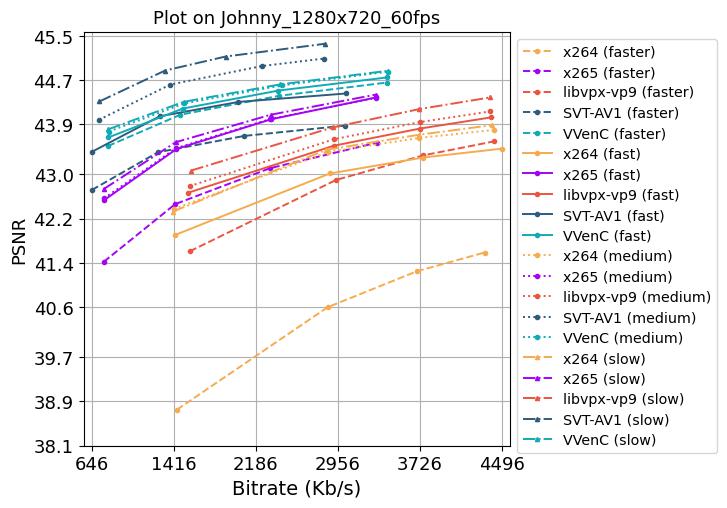 Plot on Johnny_1280x720_60fps
45.5
44.7
43.9
43.0
42.2
41.4
40.6
39.7
38.9
38.1
PSNR
646 1416 2186 2956 3726 4496
Bitrate (Kb/s)
x264 (faster)
x265 (faster)
libvpx-vp9 (faster)
SVT-AV1 (faster)
VVenC (faster)
x264 (fast)
x265 (fast)
libvpx-vp9 (fast)
SVT-AV1 (fast)
VVenC (fast)
x264 (medium)
x265 (medium)
libvpx-vp9 (medium)
SVT-AV1 (medium)
VVenC (medium)
x264 (slow)
x265 (slow)
libvpx-vp9 (slow)
SVT-AV1 (slow)
VVenC (slow)